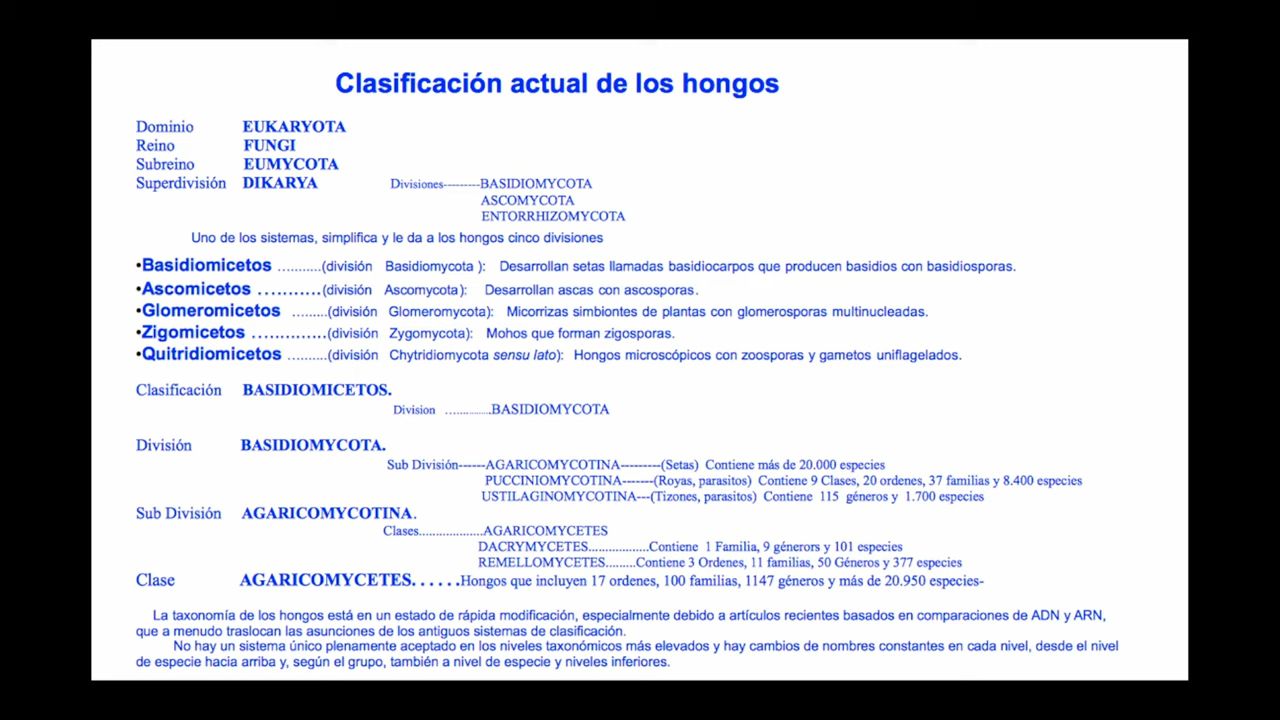 Clasificación actual de los hongos
Dominio EUKARYOTA
Reino FUNGI
Subreino EUMYCOTA
Superdivisión DIKARYA Divisiones---------BASIDIOMYCOTA
ASCOMYCOTA
ENTORRHIZOMYCOTA
Uno de los sistemas, simplifica y le da a los hongos cinco divisiones
•Basidiomicetos ..........(división Basidiomycota ): Desarrollan setas llamadas basidiocarpos que producen basidios con basidiosporas.
•Ascomicetos ...........(división Ascomycota): Desarrollan ascas con ascosporas.
•Glomeromicetos ........(división Glomeromycota): Micorrizas simbiontes de plantas con glomerosporas multinucleadas.
•Zigomicetos .............(división Zygomycota): Mohos que forman zigosporas.
•Quitridiomicetos .........(división Chytridiomycota sensu lato): Hongos microscópicos con zoosporas y gametos uniflagelados.
Clasificación BASIDIOMICETOS.
Division ..............BASIDIOMYCOTA
División BASIDIOMYCOTA.
Sub División------AGARICOMYCOTINA---------(Setas) Contiene más de 20.000 especies
PUCCINIOMYCOTINA-------(Royas, parasitos) Contiene 9 Clases, 20 ordenes, 37 familias y 8.400 especies
USTILAGINOMYCOTINA---(Tizones, parasitos) Contiene 115 géneros y 1.700 especies
Sub División AGARICOMYCOTINA.
Clases...................AGARICOMYCETES
DACRYMYCETES.................Contiene 1 Familia, 9 génerors y 101 especies
REMELLOMYCETES.........Contiene 3 Ordenes, 11 familias, 50 Géneros y 377 especies
Clase AGARICOMYCETES. . . . . .Hongos que incluyen 17 ordenes, 100 familias, 1147 géneros y más de 20.950 especies-
La taxonomía de los hongos está en un estado de rápida modificación, especialmente debido a artículos recientes basados en comparaciones de ADN y ARN,
que a menudo traslocan las asunciones de los antiguos sistemas de clasificación.
No hay un sistema único plenamente aceptado en los niveles taxonómicos más elevados y hay cambios de nombres constantes en cada nivel, desde el nivel
de especie hacia arriba y, según el grupo, también a nivel de especie y niveles inferiores.